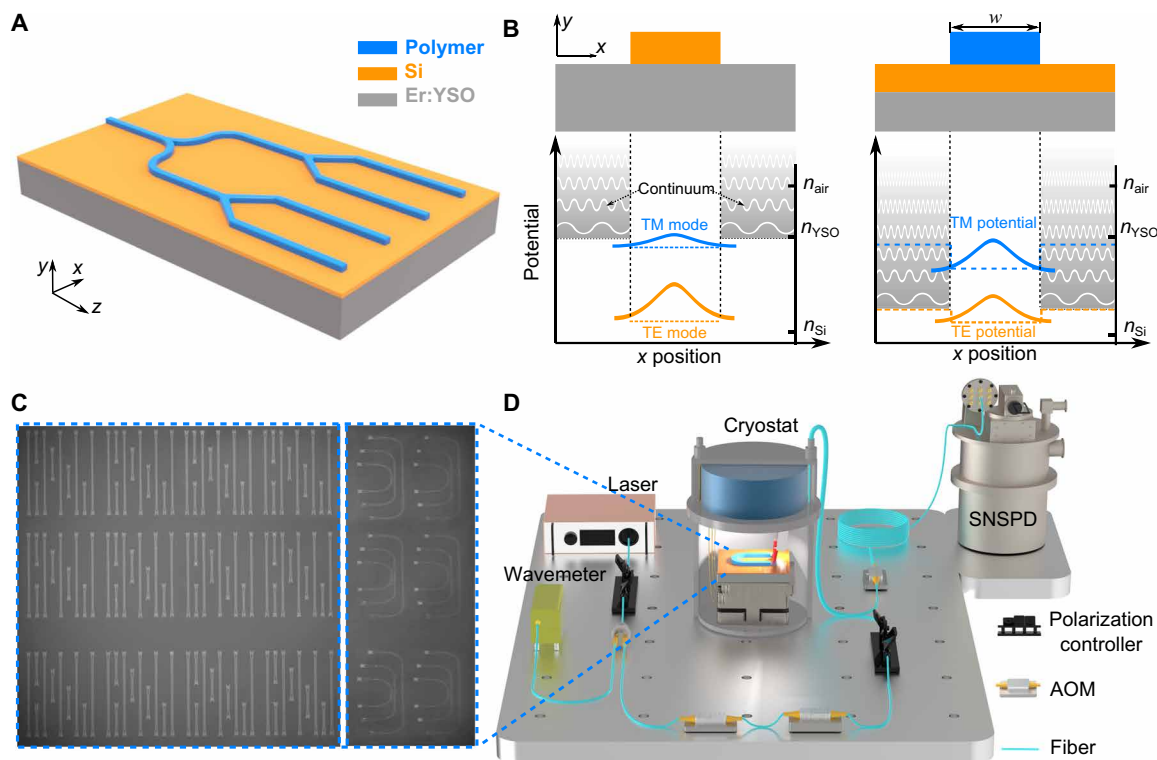 A
Polymer
Si
Er:YSO
y
x
z
B
y
x
w
Potential
Continuum
TM mode
TE mode
n_air
n_YSO
n_Si
x position
TM potential
TE potential
n_air
n_YSO
n_Si
x position
C
D
Cryostat
Laser
Wavemeter
SNSPD
Polarization
controller
AOM
Fiber